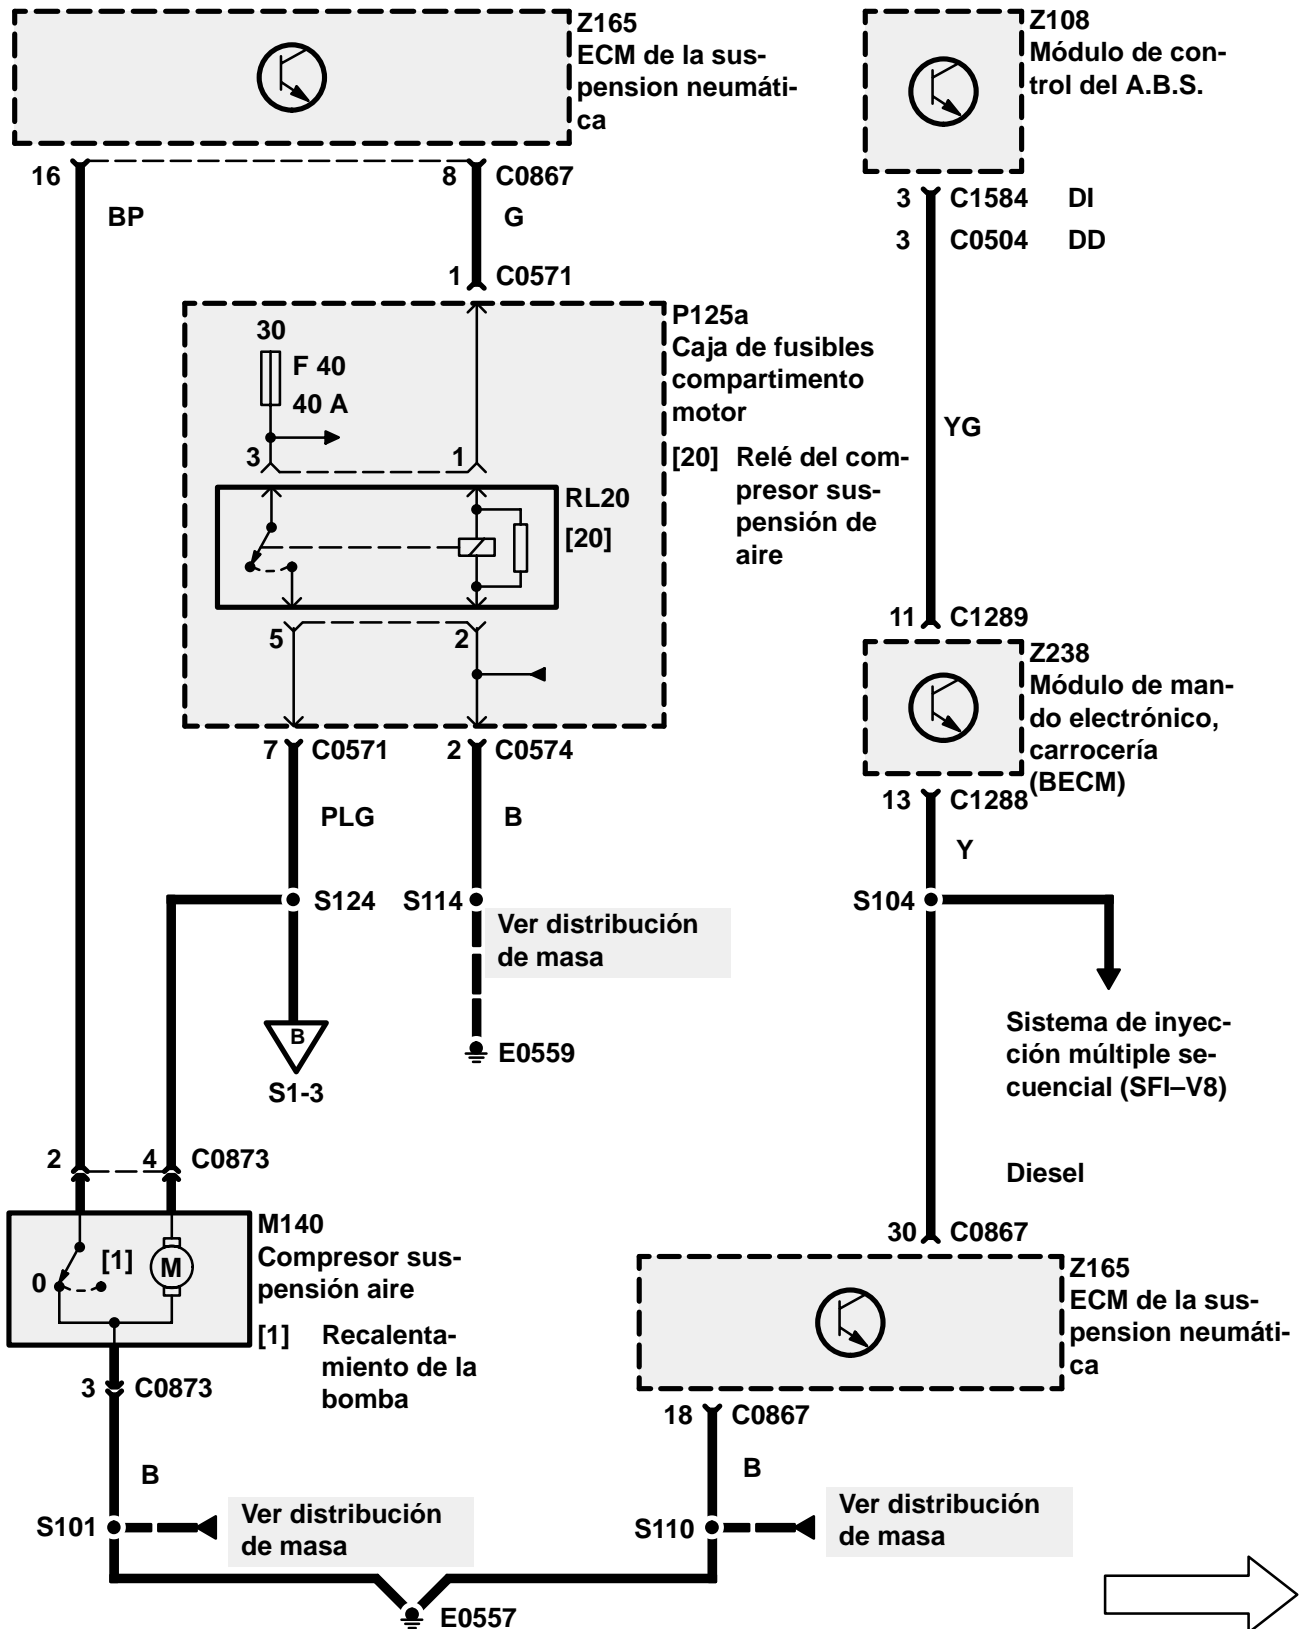 Z165
ECM de la sus-
pension neumáti-
ca
16
8 C0867
BP
G
1 C0571
P125a
Caja de fusibles
compartimento
motor
[20] Relé del com-
presor sus-
pensión de
aire
30
F 40
40 A
3
1
RL20
[20]
5
2
7 C0571
2 C0574
PLG
B
S124
S114
Ver distribución
de masa
B
S1-3
E0559
2
4 C0873
M140
Compresor sus-
pensión aire
[1] Recalenta-
miento de la
bomba
0
[1]
M
3 C0873
B
S101
Ver distribución
de masa
E0557
Z108
Módulo de con-
trol del A.B.S.
3 C1584 DI
3 C0504 DD
YG
11 C1289
Z238
Módulo de man-
do electrónico,
carrocería
(BECM)
13 C1288
Y
S104
Sistema de inyec-
ción múltiple se-
cuencial (SFI–V8)
Diesel
30 C0867
Z165
ECM de la sus-
pension neumáti-
ca
18 C0867
B
S110
Ver distribución
de masa